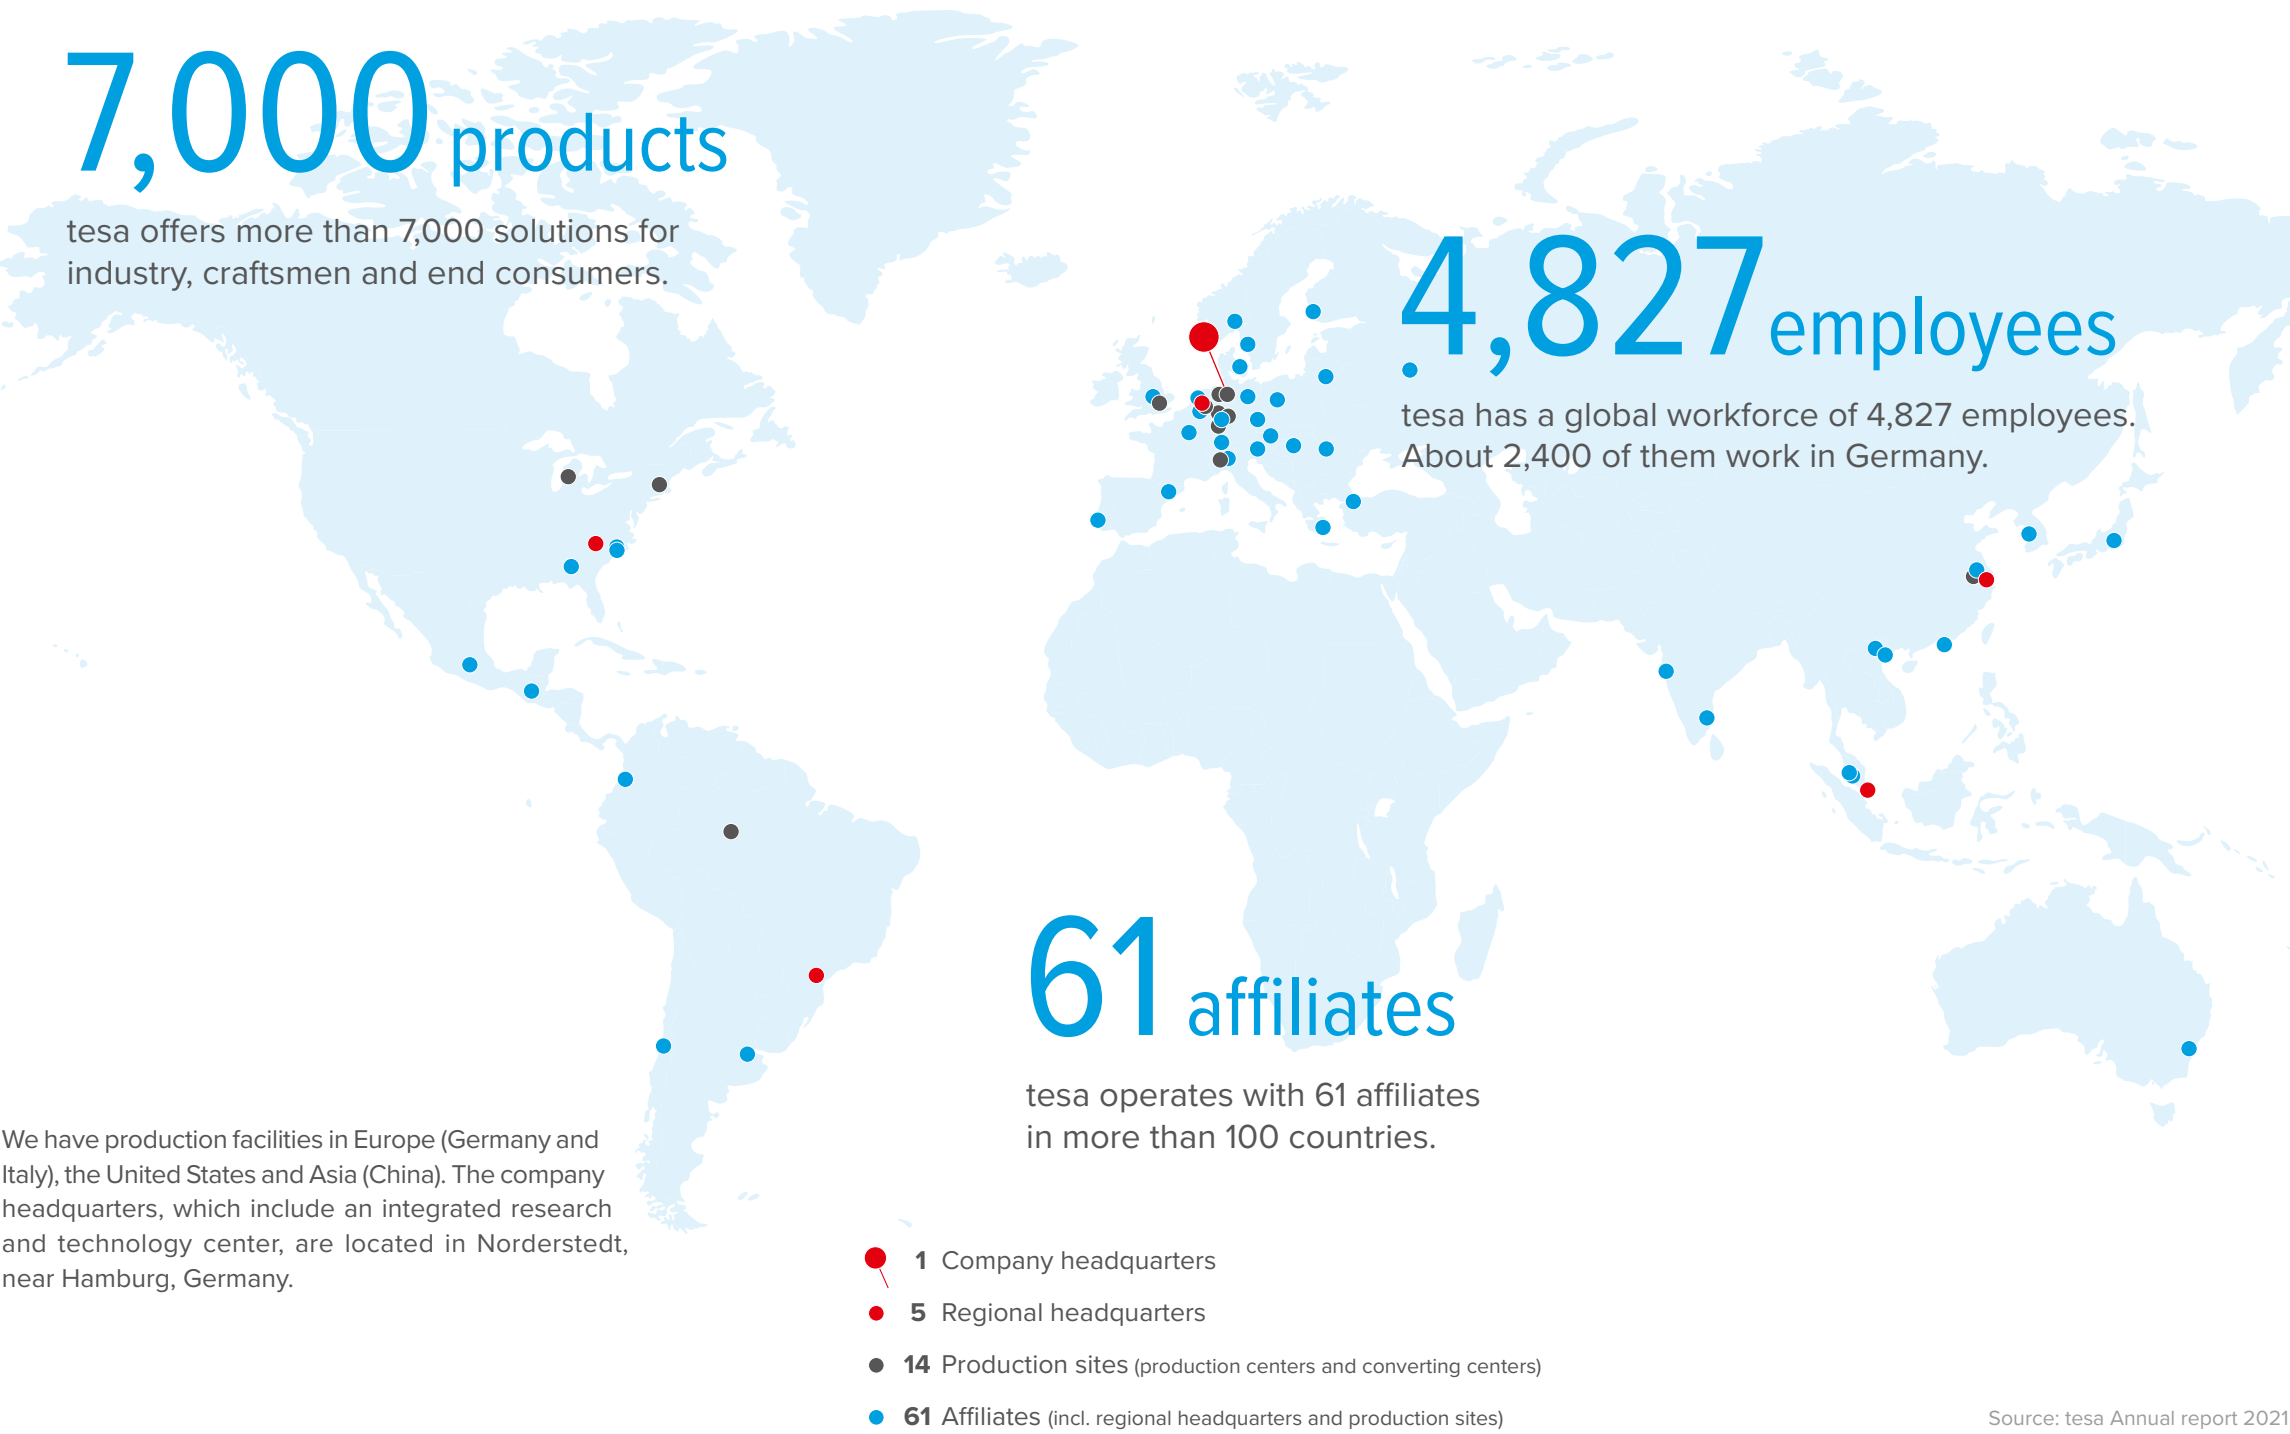 7,000 products
tesa offers more than 7,000 solutions for
industry, craftsmen and end consumers.
4,827 employees
tesa has a global workforce of 4,827 employees.
About 2,400 of them work in Germany.
61 affiliates
tesa operates with 61 affiliates
in more than 100 countries.
We have production facilities in Europe (Germany and
Italy), the United States and Asia (China). The company
headquarters, which include an integrated research
and technology center, are located in Norderstedt,
near Hamburg, Germany.
1 Company headquarters
5 Regional headquarters
14 Production sites (production centers and converting centers)
61 Affiliates (incl. regional headquarters and production sites)
Source: tesa Annual report 2021